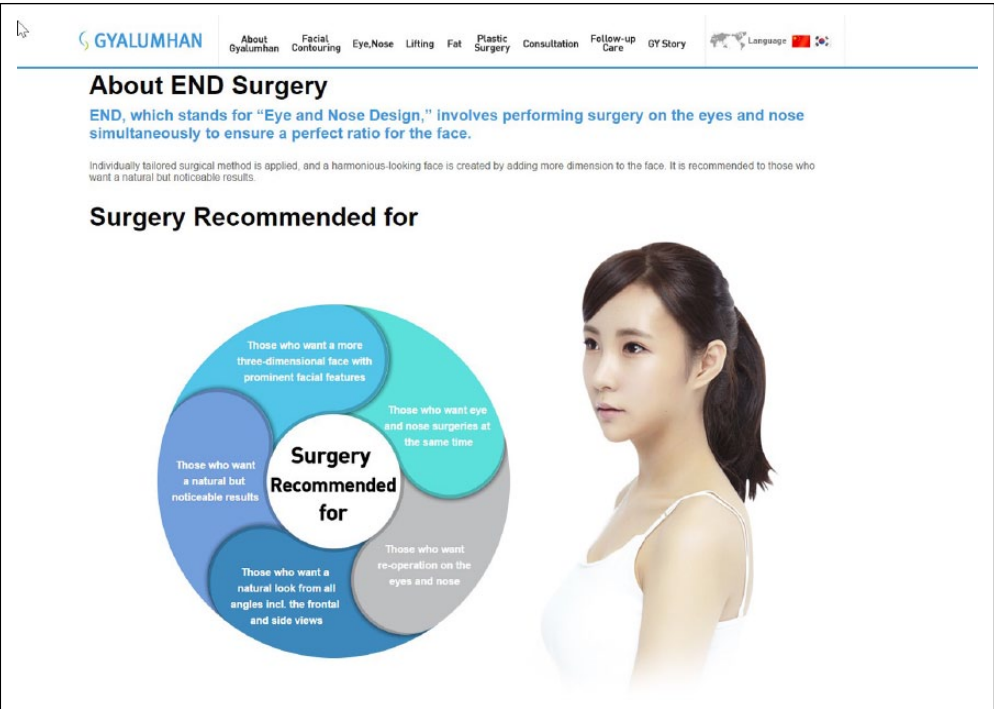 GYALUMHAN
About
Gyalumhan
Facial
Contouring
Eye,Nose
Lifting
Fat
Plastic
Surgery
Consultation
Follow-up
Care
GY Story
Language
About END Surgery
END, which stands for “Eye and Nose Design,” involves performing surgery on the eyes and nose
simultaneously to ensure a perfect ratio for the face.
Individually tailored surgical method is applied, and a harmonious-looking face is created by adding more dimension to the face. It is recommended to those who
want a natural but noticeable results.
Surgery Recommended for
Those who want a more
three-dimensional face with
prominent facial features
Those who want eye
and nose surgeries at
the same time
Those who want
a natural but
noticeable results
Surgery
Recommended
for
Those who want
re-operation on the
eyes and nose
Those who want a
natural look from all
angles incl. the frontal
and side views